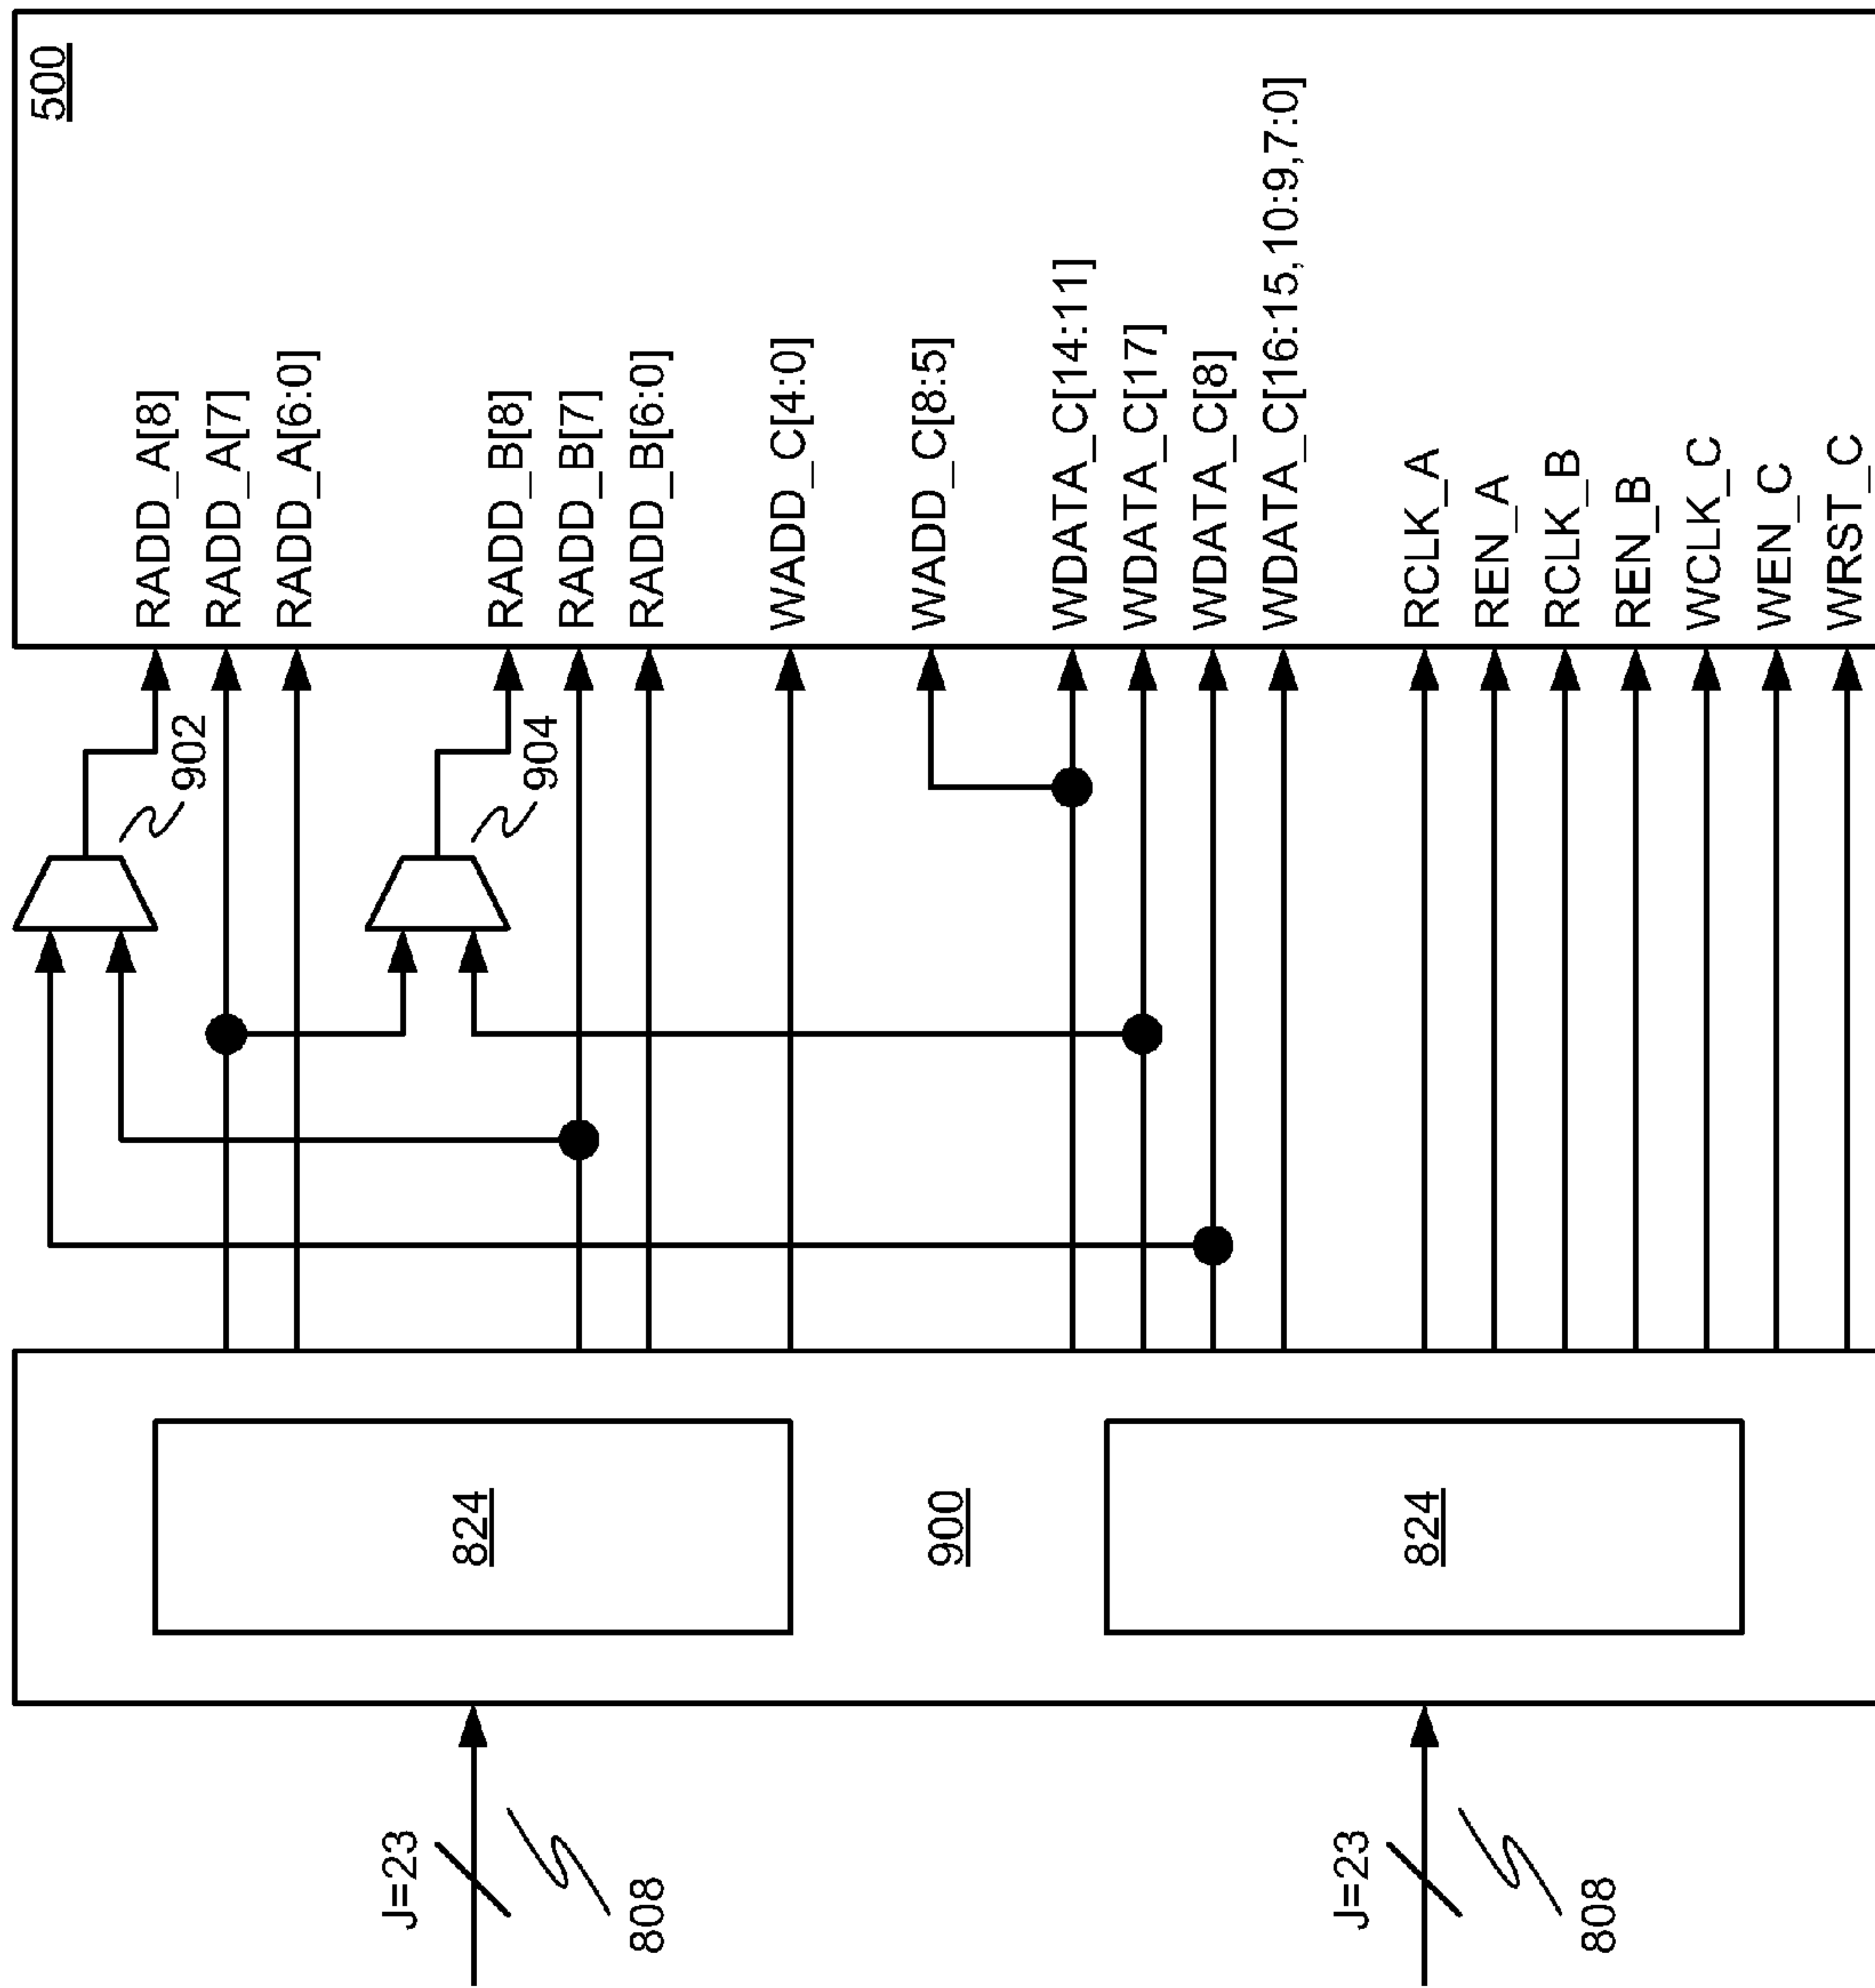 500
RADD_A[8]
RADD_A[7]
RADD_A[6:0]
RADD_B[8]
RADD_B[7]
RADD_B[6:0]
WADD_C[4:0]
WADD_C[8:5]
WDATA_C[14:11]
WDATA_C[17]
WDATA_C[8]
WDATA_C[16:15,10:9,7:0]
RCLK_A
REN_A
RCLK_B
REN_B
WCLK_C
WEN_C
WRST_C
902
904
824
900
824
J=23
808
J=23
808